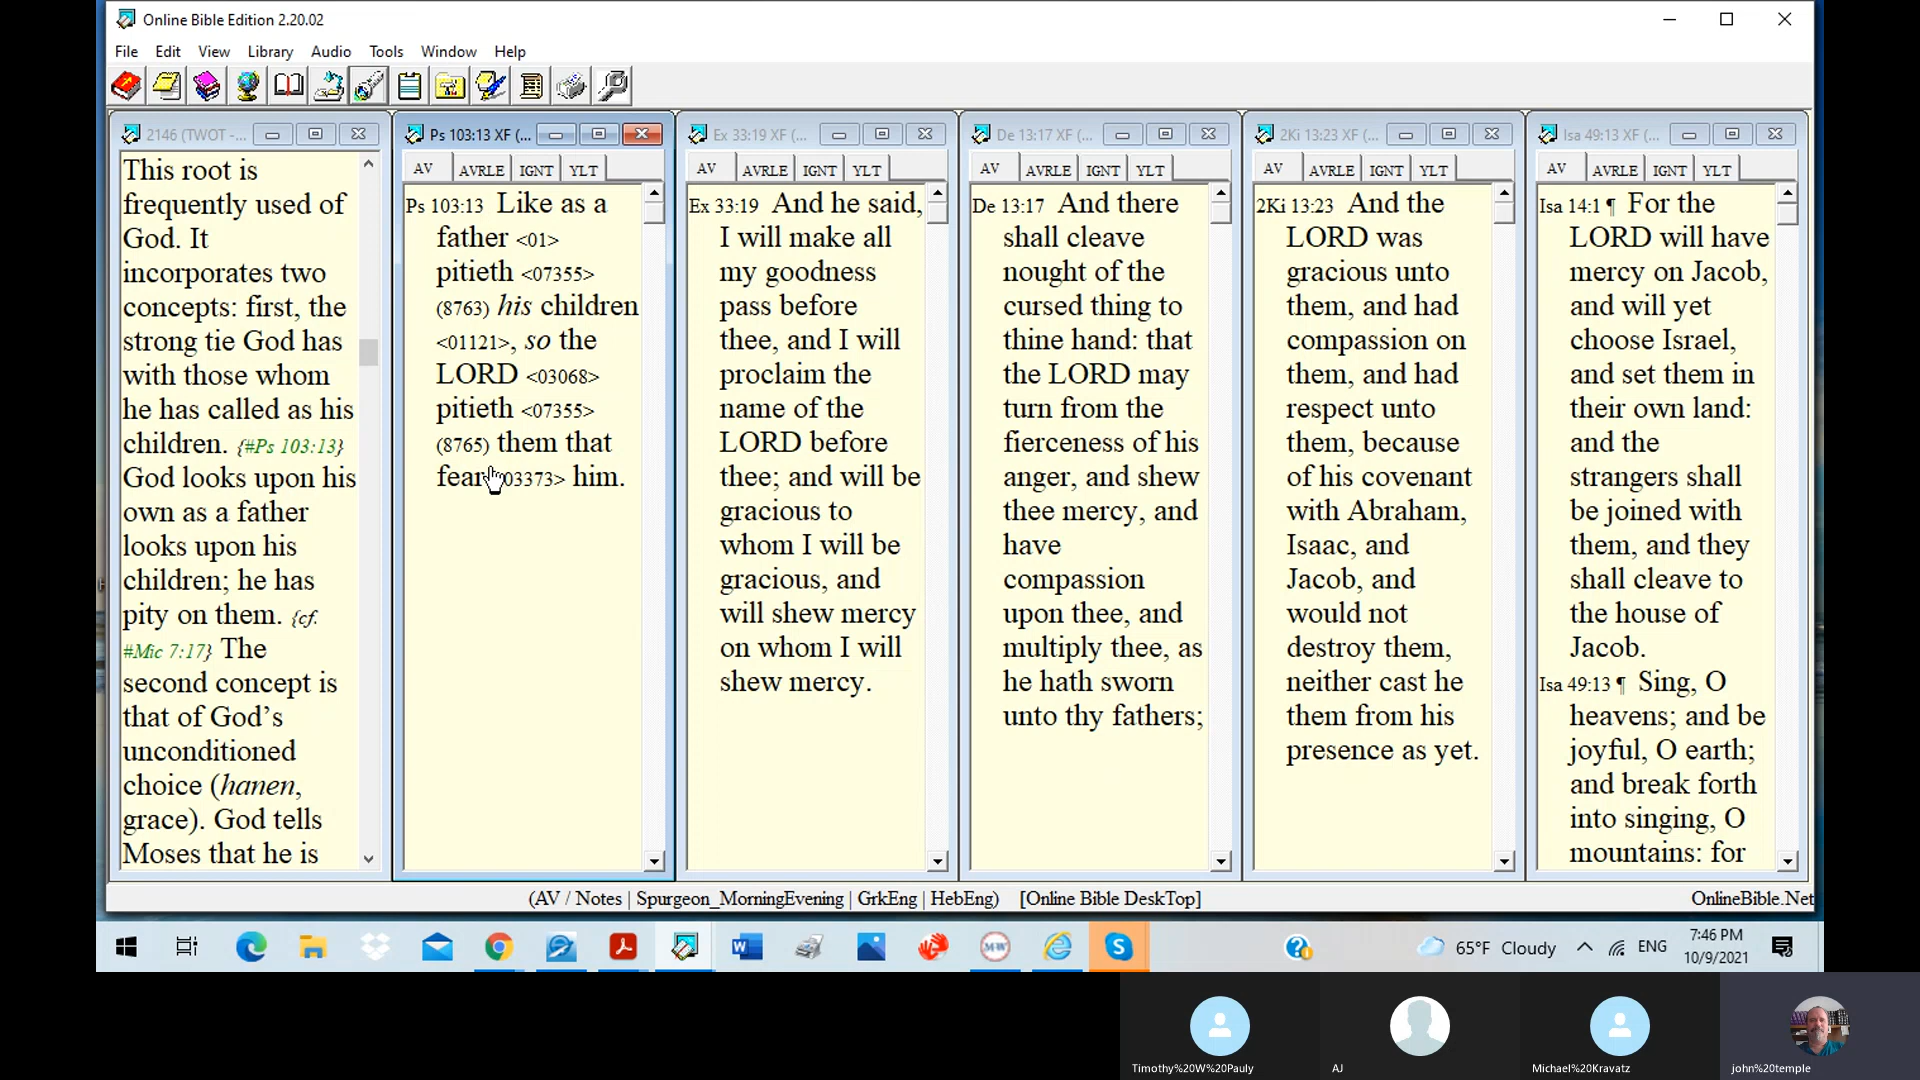 Online Bible Edition 2.20.02
File Edit View Library Audio Tools Window Help
2146 (TWOT -...
This root is
frequently used of
God. It
incorporates two
concepts: first, the
strong tie God has
with those whom
he has called as his
children. {#Ps 103:13}
God looks upon his
own as a father
looks upon his
children; he has
pity on them. {cf.
#Mic 7:17} The
second concept is
that of God’s
unconditioned
choice (hanen,
grace). God tells
Moses that he is
Ps 103:13 XF (...
AV AVRLE IGNT YLT
Ps 103:13 Like as a
father <01>
pitieth <07355>
(8763) his children
<01121>, so the
LORD <03068>
pitieth <07355>
(8765) them that
fear 03373> him.
Ex 33:19 XF (...
AV AVRLE IGNT YLT
Ex 33:19 And he said,
I will make all
my goodness
pass before
thee, and I will
proclaim the
name of the
LORD before
thee; and will be
gracious to
whom I will be
gracious, and
will shew mercy
on whom I will
shew mercy.
De 13:17 XF (...
AV AVRLE IGNT YLT
De 13:17 And there
shall cleave
nought of the
cursed thing to
thine hand: that
the LORD may
turn from the
fierceness of his
anger, and shew
thee mercy, and
have
compassion
upon thee, and
multiply thee, as
he hath sworn
unto thy fathers;
2Ki 13:23 XF (...
AV AVRLE IGNT YLT
2Ki 13:23 And the
LORD was
gracious unto
them, and had
compassion on
them, and had
respect unto
them, because
of his covenant
with Abraham,
Isaac, and
Jacob, and
would not
destroy them,
neither cast he
them from his
presence as yet.
Isa 49:13 XF (...
AV AVRLE IGNT YLT
Isa 14:1 ¶ For the
LORD will have
mercy on Jacob,
and will yet
choose Israel,
and set them in
their own land:
and the
strangers shall
be joined with
them, and they
shall cleave to
the house of
Jacob.
Isa 49:13 ¶ Sing, O
heavens; and be
joyful, O earth;
and break forth
into singing, O
mountains: for
(AV / Notes | Spurgeon_MorningEvening | GrkEng | HebEng) [Online Bible DeskTop]
OnlineBible.Net
65°F Cloudy
ENG
7:46 PM
10/9/2021
Timothy%20W%20Pauly
AJ
Michael%20Kravatz
john%20temple